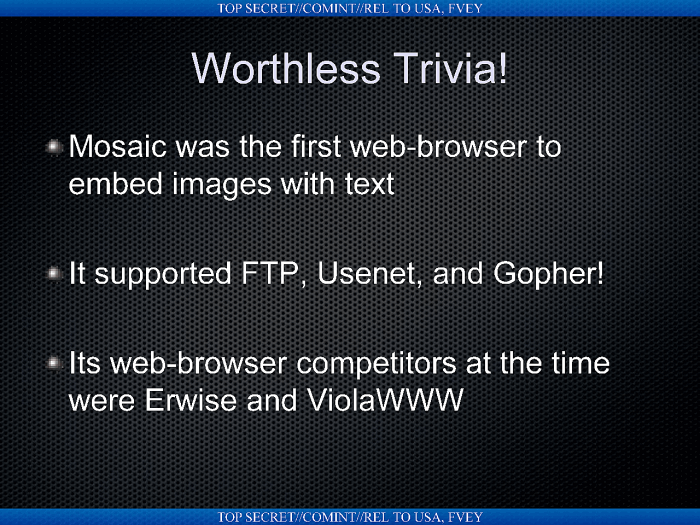 TOP SECRET//COMINT//REL TO USA, FVEY
Worthless Trivia!
Mosaic was the first web-browser to
embed images with text
It supported FTP, Usenet, and Gopher!
Its web-browser competitors at the time
were Erwise and ViolaWWW
TOP SECRET//COMINT//REL TO USA, FVEY